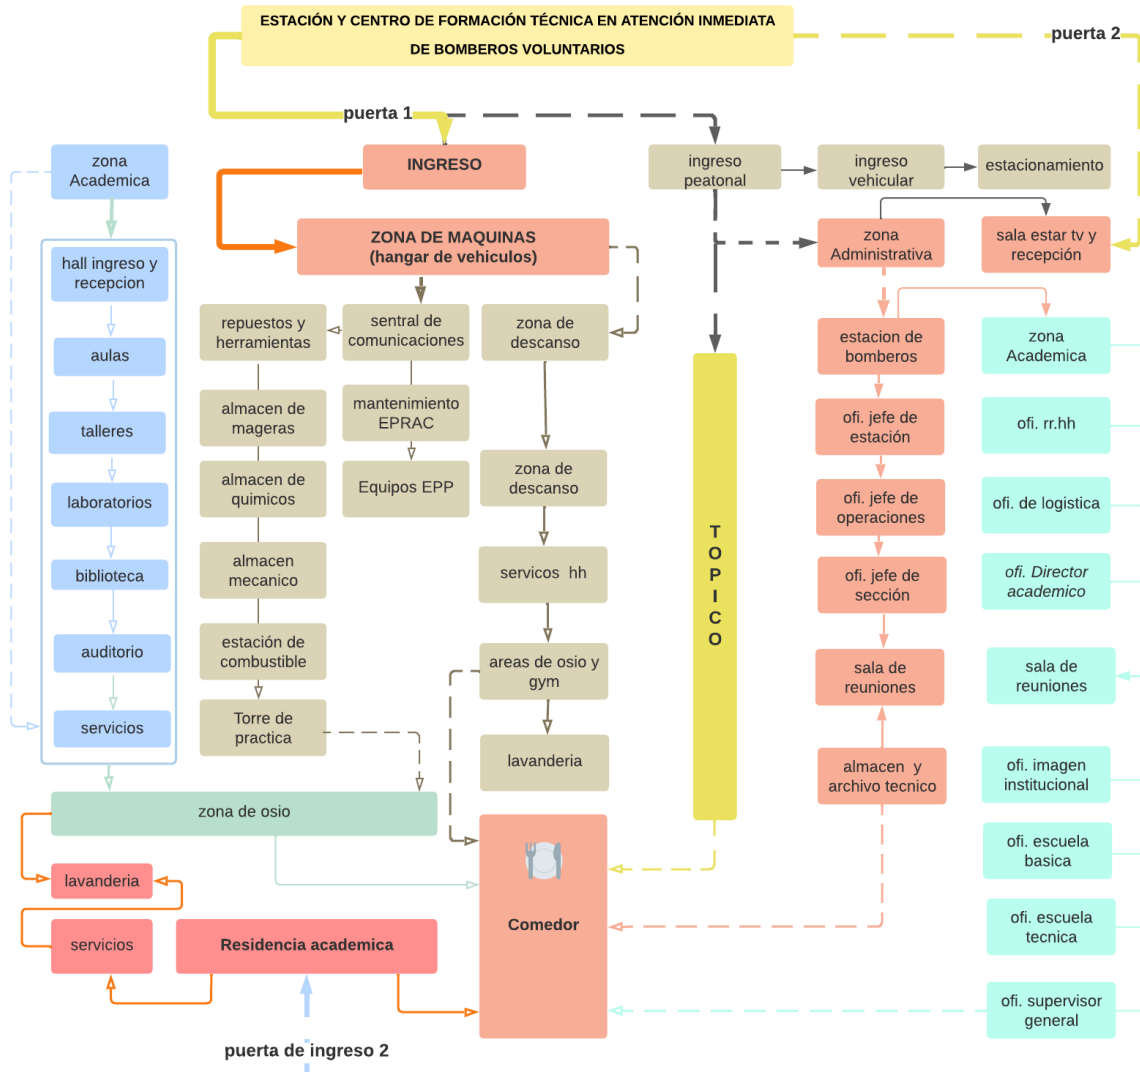 ESTACIÓN Y CENTRO DE FORMACIÓN TÉCNICA EN ATENCIÓN INMEDIATA
DE BOMBEROS VOLUNTARIOS
puerta 2
puerta 1
zona
Academica
INGRESO
ingreso
peatonal
ingreso
vehicular
estacionamiento
ZONA DE MAQUINAS
(hangar de vehiculos)
zona
Administrativa
sala estar tv y
recepción
hall ingreso y
recepcion
aulas
talleres
laboratorios
biblioteca
auditorio
servicios
repuestos y
herramientas
almacen de
mageras
almacen de
quimicos
almacen
mecanico
estación de
combustible
Torre de
practica
sentral de
comunicaciones
mantenimiento
EPRAC
Equipos EPP
zona de
descanso
zona de
descanso
servicos hh
areas de osio y
gym
lavanderia
T
O
P
I
C
O
estacion de
bomberos
ofi. jefe de
estación
ofi. jefe de
operaciones
ofi. jefe de
sección
sala de
reuniones
almacen y
archivo tecnico
zona
Academica
ofi. rr.hh
ofi. de logistica
ofi. Director
academico
sala de
reuniones
ofi. imagen
institucional
ofi. escuela
basica
ofi. escuela
tecnica
ofi. supervisor
general
zona de osio
lavanderia
servicios
Residencia academica
Comedor
puerta de ingreso 2